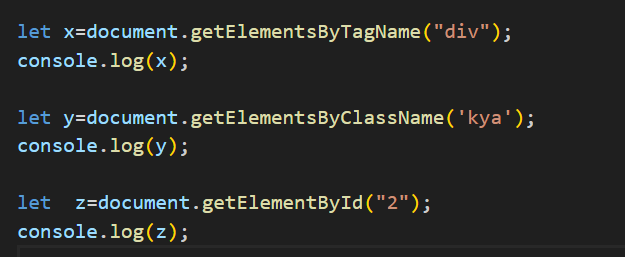 let x=document.getElementsByTagName("div");
console.log(x);
let y=document.getElementsByClassName('kya');
console.log(y);
let  z=document.getElementById("2");
console.log(z);